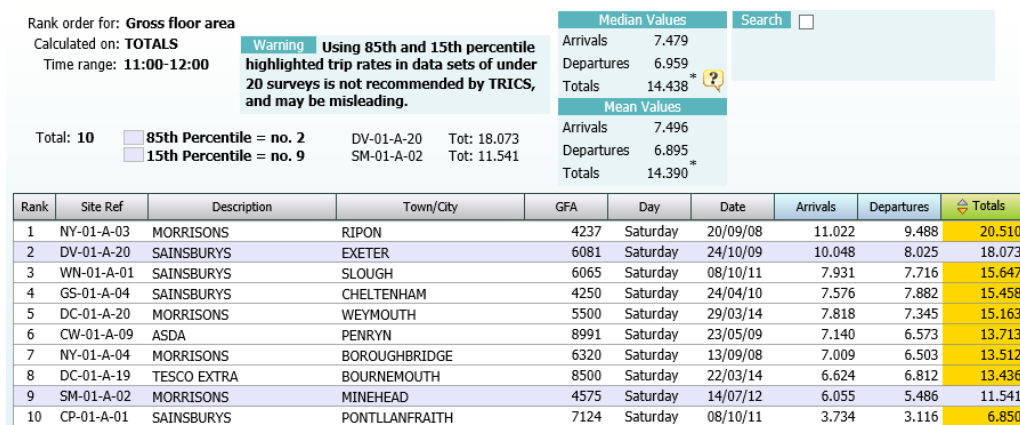 Rank order for: Gross floor area
Calculated on: TOTALS
Time range: 11:00-12:00
Warning Using 85th and 15th percentile
highlighted trip rates in data sets of under
20 surveys is not recommended by TRICS,
and may be misleading.
Median Values
Arrivals 7.479
Departures 6.959
Totals 14.438* ?
Mean Values
Arrivals 7.496
Departures 6.895
Totals 14.390*
Search
Total: 10
85th Percentile = no. 2 DV-01-A-20 Tot: 18.073
15th Percentile = no. 9 SM-01-A-02 Tot: 11.541
Rank Site Ref Description Town/City GFA Day Date Arrivals Departures Totals
1 NY-01-A-03 MORRISONS RIPON 4237 Saturday 20/09/08 11.022 9.488 20.510
2 DV-01-A-20 SAINSBURYS EXETER 6081 Saturday 24/10/09 10.048 8.025 18.073
3 WN-01-A-01 SAINSBURYS SLOUGH 6065 Saturday 08/10/11 7.931 7.716 15.647
4 GS-01-A-04 SAINSBURYS CHELTENHAM 4250 Saturday 24/04/10 7.576 7.882 15.458
5 DC-01-A-20 MORRISONS WEYMOUTH 5500 Saturday 29/03/14 7.818 7.345 15.163
6 CW-01-A-09 ASDA PENRYN 8991 Saturday 23/05/09 7.140 6.573 13.713
7 NY-01-A-04 MORRISONS BOROUGHBRIDGE 6320 Saturday 13/09/08 7.009 6.503 13.512
8 DC-01-A-19 TESCO EXTRA BOURNEMOUTH 8500 Saturday 22/03/14 6.624 6.812 13.436
9 SM-01-A-02 MORRISONS MINEHEAD 4575 Saturday 14/07/12 6.055 5.486 11.541
10 CP-01-A-01 SAINSBURYS PONTLLANFRAITH 7124 Saturday 08/10/11 3.734 3.116 6.850